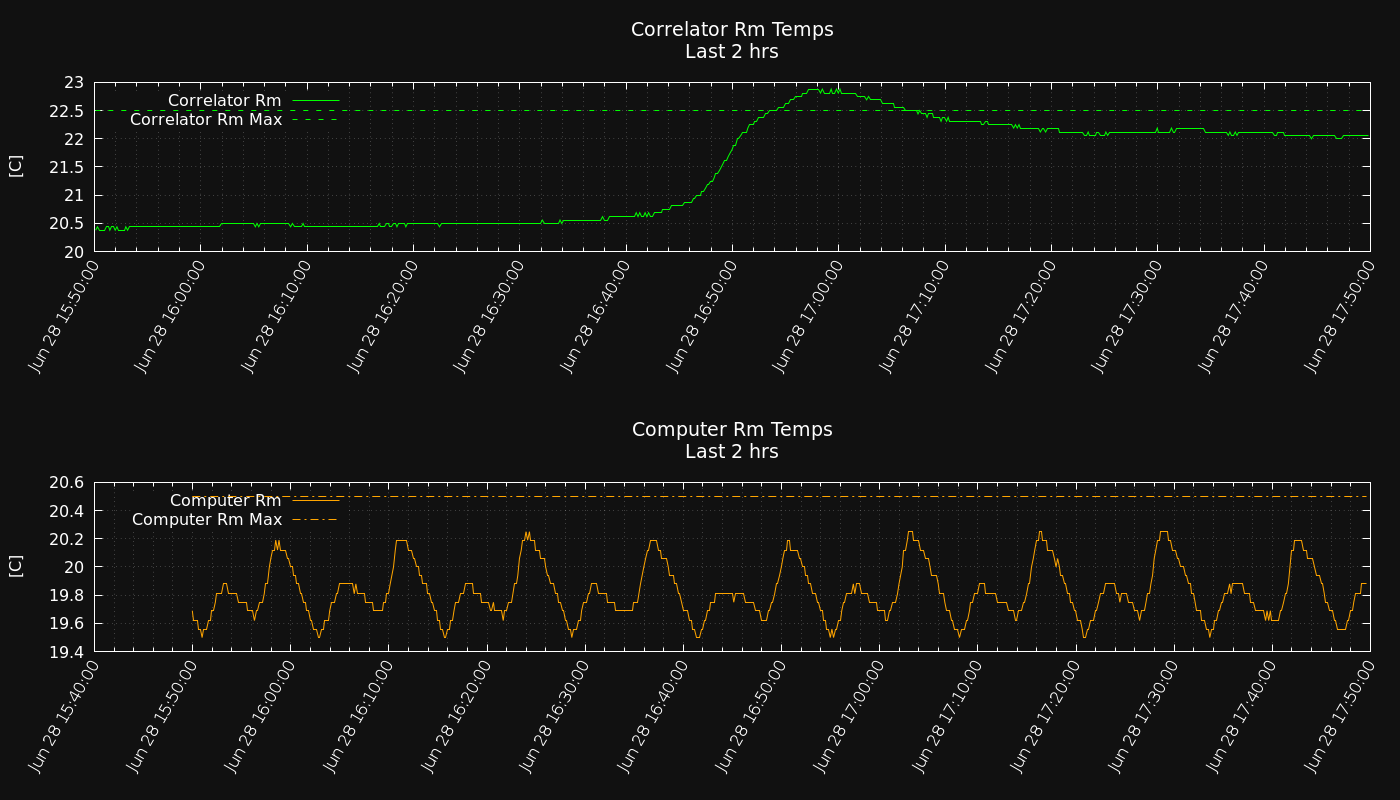 Correlator Rm Temps
Last 2 hrs
23
22.5
22
21.5
21
20.5
20
[C]
Correlator Rm
Correlator Rm Max
Jun 28 15:50:00
Jun 28 16:00:00
Jun 28 16:10:00
Jun 28 16:20:00
Jun 28 16:30:00
Jun 28 16:40:00
Jun 28 16:50:00
Jun 28 17:00:00
Jun 28 17:10:00
Jun 28 17:20:00
Jun 28 17:30:00
Jun 28 17:40:00
Jun 28 17:50:00
Computer Rm Temps
Last 2 hrs
20.6
20.4
20.2
20
19.8
19.6
19.4
[C]
Computer Rm
Computer Rm Max
Jun 28 15:40:00
Jun 28 15:50:00
Jun 28 16:00:00
Jun 28 16:10:00
Jun 28 16:20:00
Jun 28 16:30:00
Jun 28 16:40:00
Jun 28 16:50:00
Jun 28 17:00:00
Jun 28 17:10:00
Jun 28 17:20:00
Jun 28 17:30:00
Jun 28 17:40:00
Jun 28 17:50:00